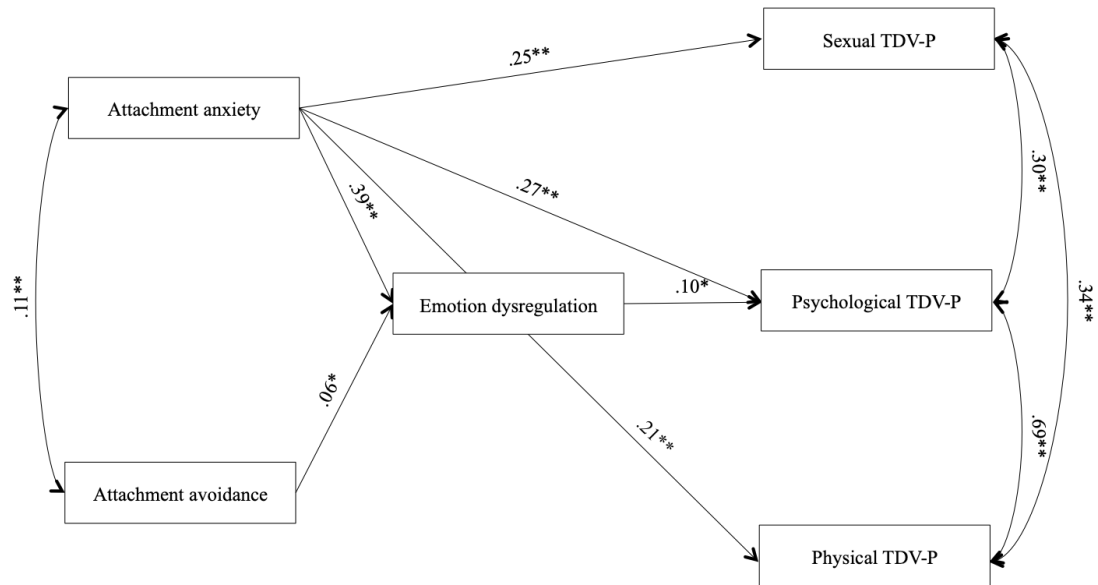 Sexual TDV-P
.25**
Attachment anxiety
.30**
.39**
.27**
.11**
Emotion dysregulation
.10*
Psychological TDV-P
.34**
.06*
.21**
.69**
Attachment avoidance
Physical TDV-P